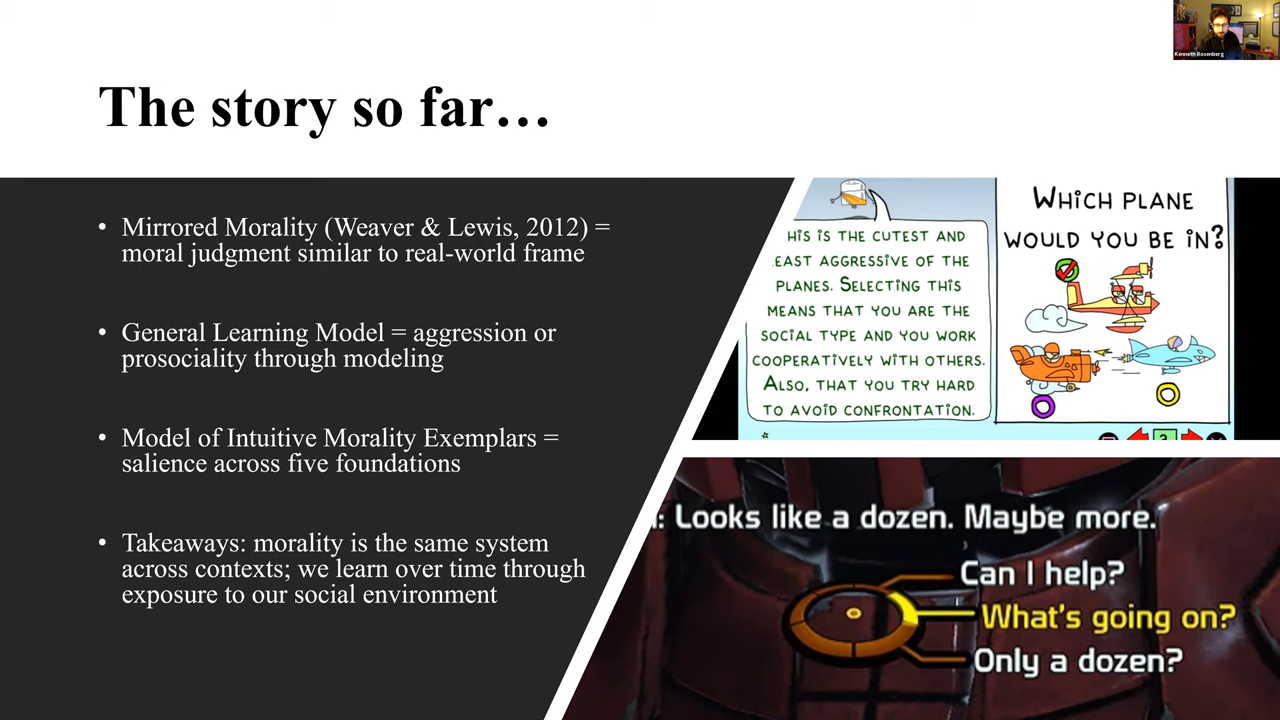 Kenneth Rosenberg
The story so far…
• Mirrored Morality (Weaver & Lewis, 2012) =
moral judgment similar to real-world frame
• General Learning Model = aggression or
prosociality through modeling
• Model of Intuitive Morality Exemplars =
salience across five foundations
• Takeaways: morality is the same system
across contexts; we learn over time through
exposure to our social environment
HIS IS THE CUTEST AND
EAST AGGRESSIVE OF THE
PLANES. SELECTING THIS
MEANS THAT YOU ARE THE
SOCIAL TYPE AND YOU WORK
COOPERATIVELY WITH OTHERS.
ALSO, THAT YOU TRY HARD
TO AVOID CONFRONTATION.
WHICH PLANE
WOULD YOU BE IN?
: Looks like a dozen. Maybe more.
Can I help?
What's going on?
Only a dozen?